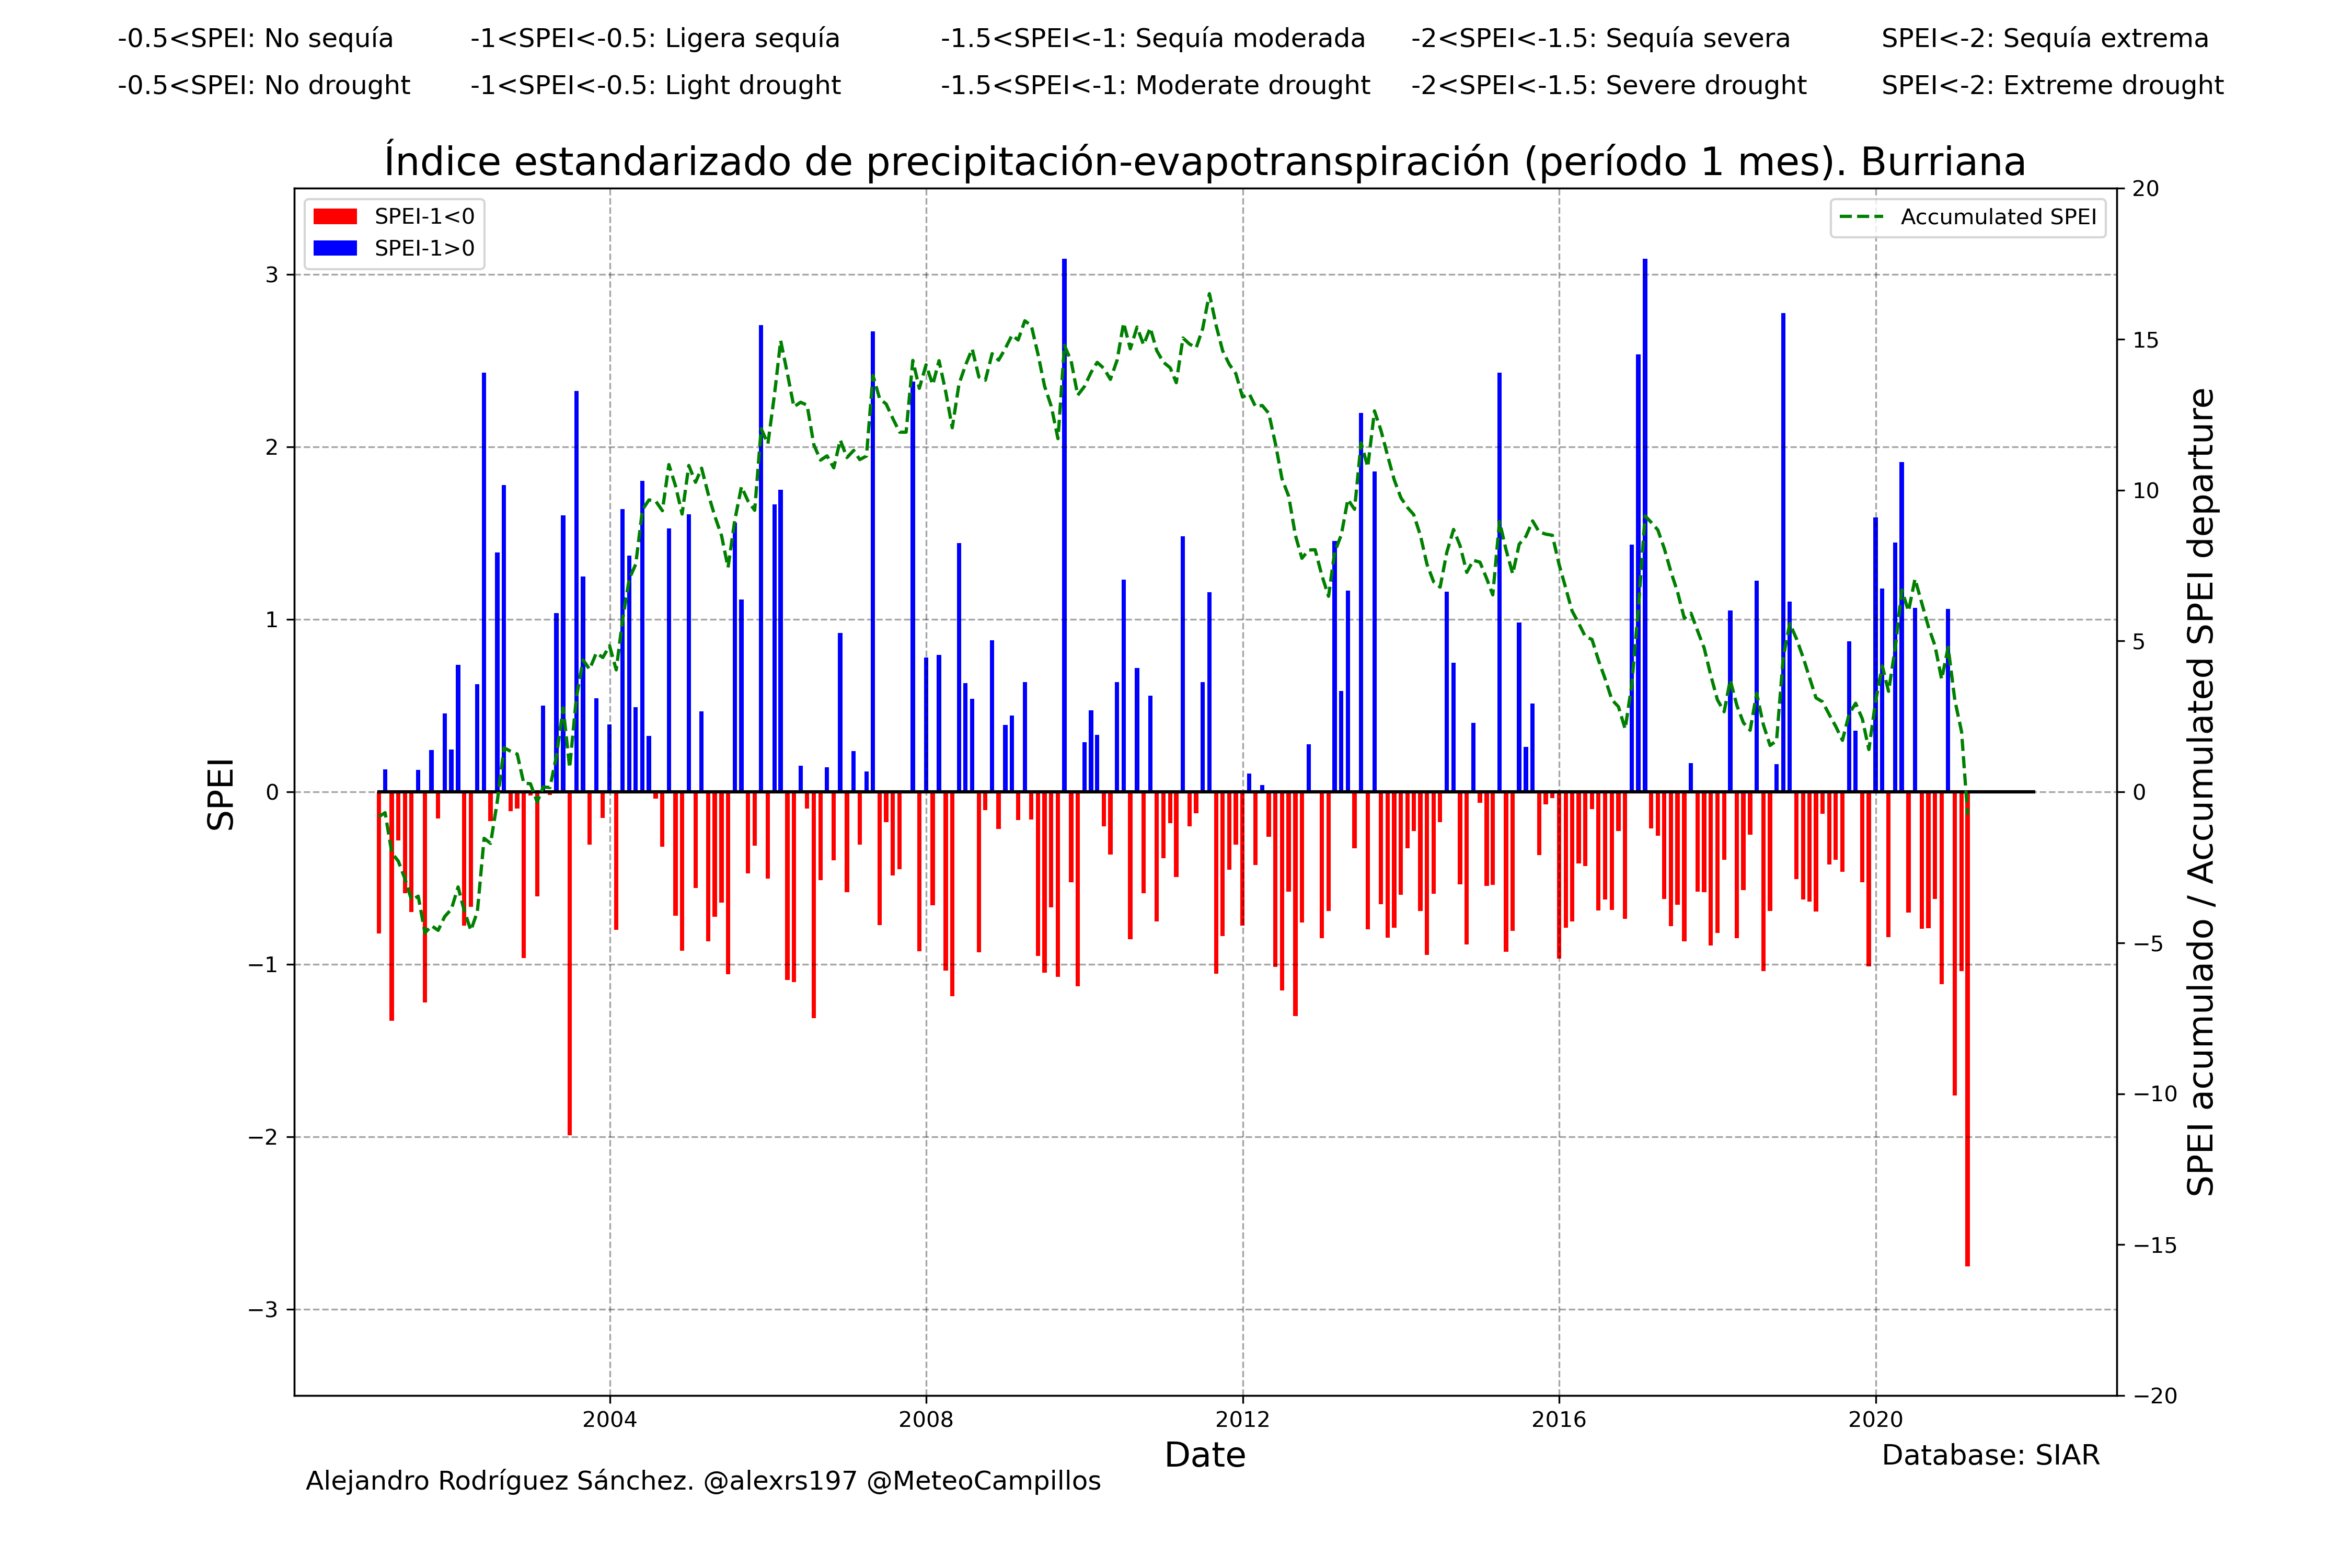 -0.5<SPEI: No sequía -1<SPEI<-0.5: Ligera sequía -1.5<SPEI<-1: Sequía moderada -2<SPEI<-1.5: Sequía severa SPEI<-2: Sequía extrema
-0.5<SPEI: No drought -1<SPEI<-0.5: Light drought -1.5<SPEI<-1: Moderate drought -2<SPEI<-1.5: Severe drought SPEI<-2: Extreme drought
Índice estandarizado de precipitación-evapotranspiración (período 1 mes). Burriana
SPEI-1<0
SPEI-1>0
Accumulated SPEI
SPEI
3
2
1
0
−1
−2
−3
20
15
10
5
0
−5
−10
−15
−20
SPEI acumulado / Accumulated SPEI departure
2004 2008 2012 2016 2020
Date
Database: SIAR
Alejandro Rodríguez Sánchez. @alexrs197 @MeteoCampillos